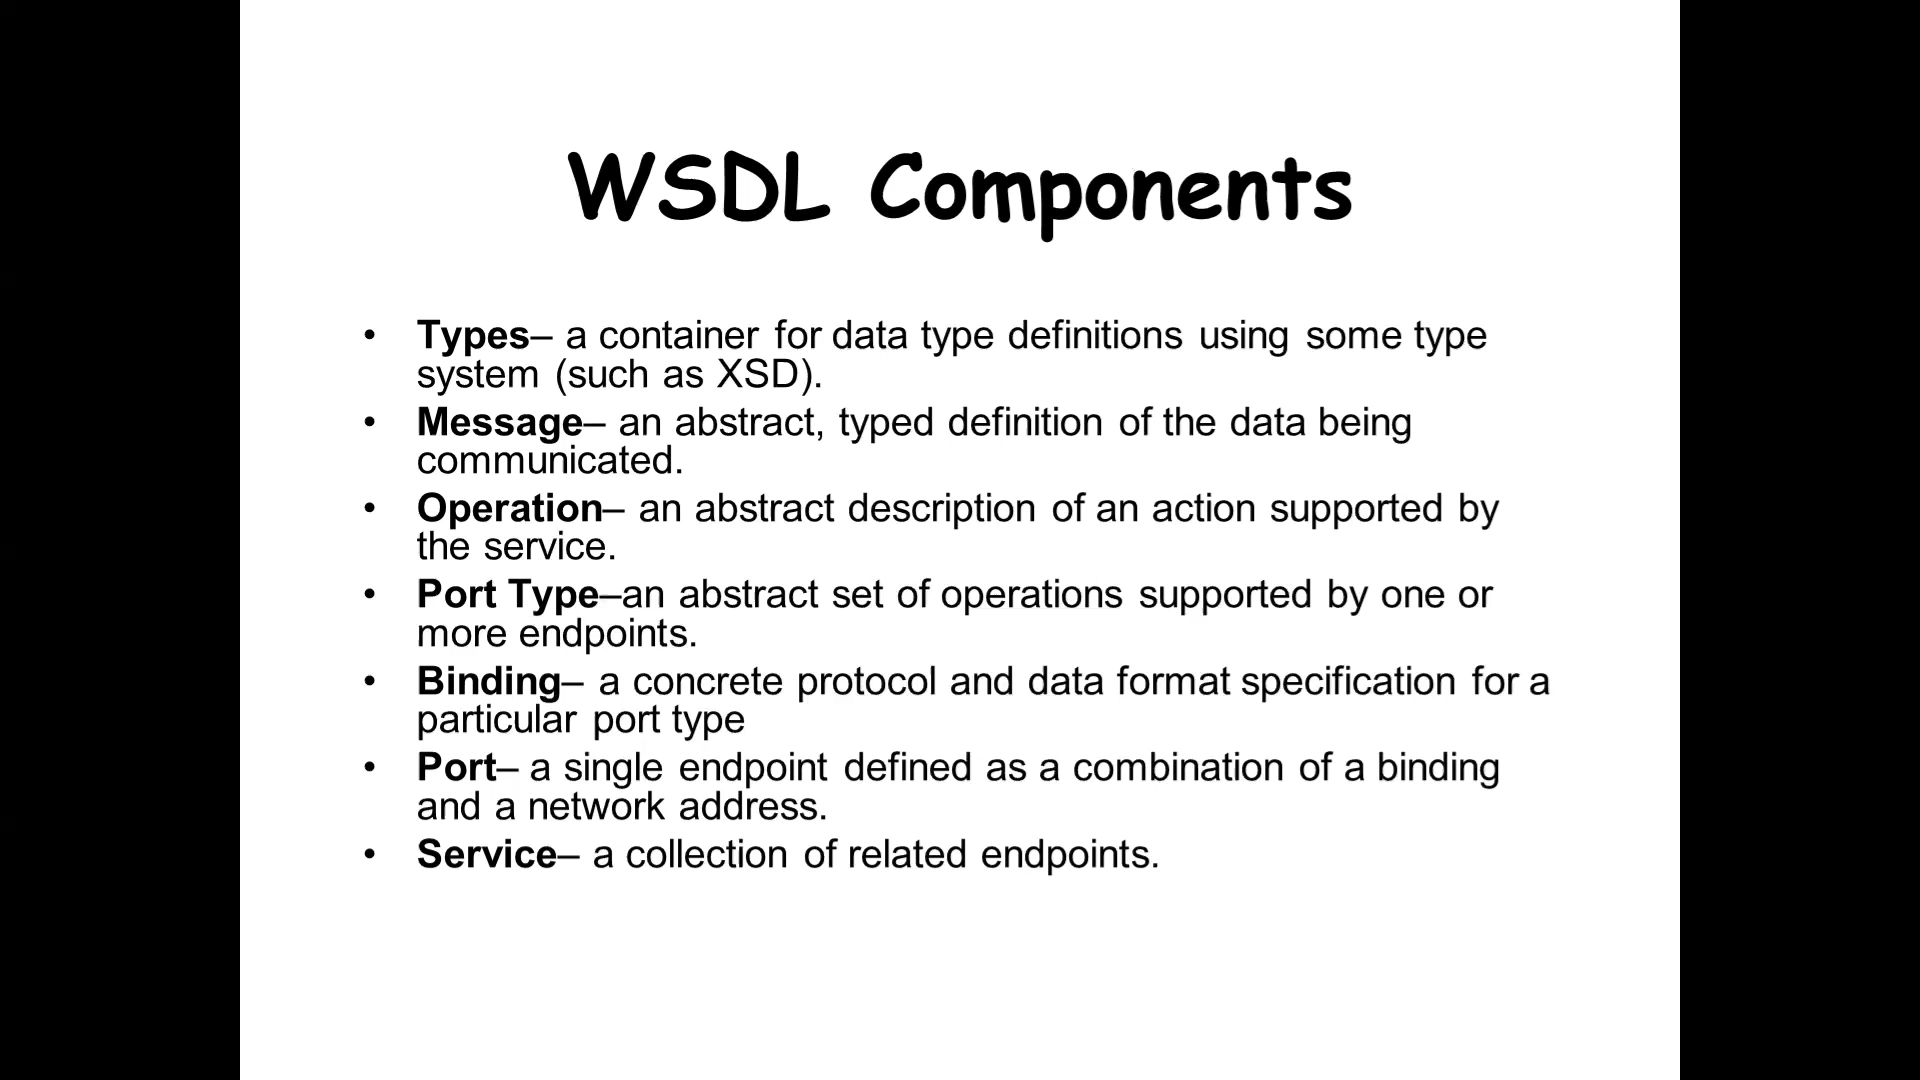 WSDL Components
• Types– a container for data type definitions using some type
system (such as XSD).
• Message– an abstract, typed definition of the data being
communicated.
• Operation– an abstract description of an action supported by
the service.
• Port Type–an abstract set of operations supported by one or
more endpoints.
• Binding– a concrete protocol and data format specification for a
particular port type
• Port– a single endpoint defined as a combination of a binding
and a network address.
• Service– a collection of related endpoints.